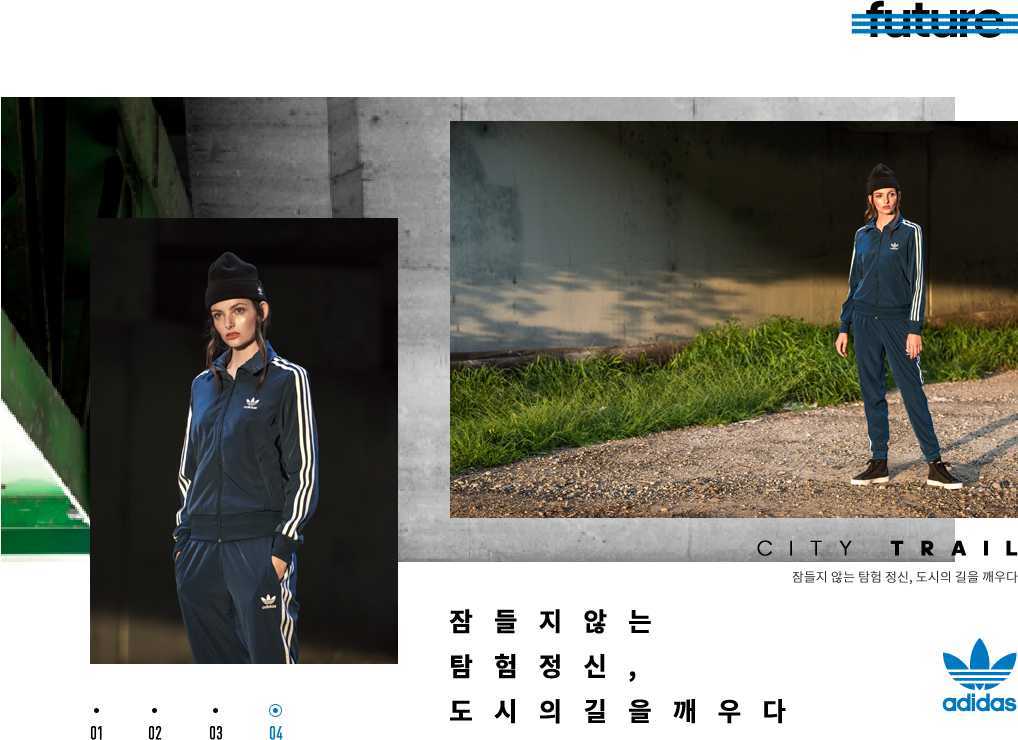 future
CITY TRAIL
잠들지 않는 탐험 정신, 도시의 길을 깨우다
잠들지않는
탐험정신,
도시의길을깨우다
adidas
01 02 03 04